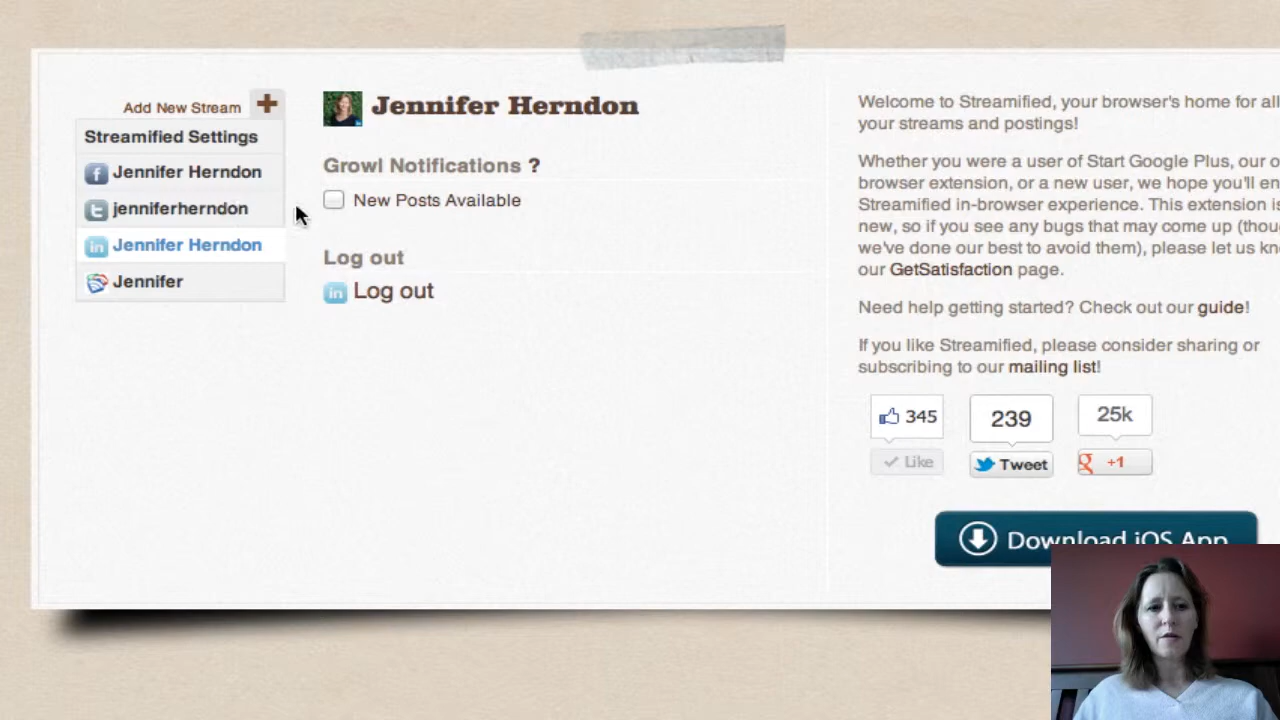 Add New Stream +
Streamified Settings
f Jennifer Herndon
t jenniferherndon
in Jennifer Herndon
Jennifer
Jennifer Herndon
Growl Notifications ?
New Posts Available
Log out
in Log out
Welcome to Streamified, your browser's home for all
your streams and postings!
Whether you were a user of Start Google Plus, our
browser extension, or a new user, we hope you'll
Streamified in-browser experience. This extension is
new, so if you see any bugs that may come up
we've done our best to avoid them), please let us
our GetSatisfaction page.
Need help getting started? Check out our guide!
If you like Streamified, please consider sharing or
subscribing to our mailing list!
345
239
25k
Like
Tweet
g +1
Download iOS App